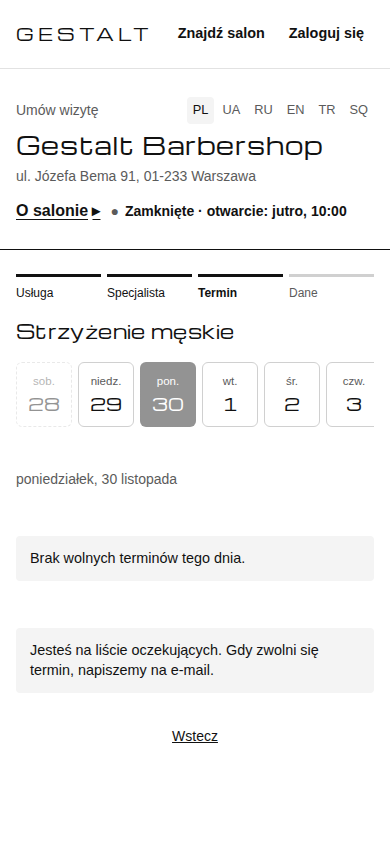 GESTALT Znajdź salon Zaloguj się
Umów wizytę PL UA RU EN TR SQ
Gestalt Barbershop
ul. Józefa Bema 91, 01-233 Warszawa
O salonie ▸ ● Zamknięte · otwarcie: jutro, 10:00
Usługa Specjalista Termin Dane
Strzyżenie męskie
sob. niedz. pon. wt. śr. czw.
28 29 30 1 2 3
poniedziałek, 30 listopada
Brak wolnych terminów tego dnia.
Jesteś na liście oczekujących. Gdy zwolni się
termin, napiszemy na e-mail.
Wstecz